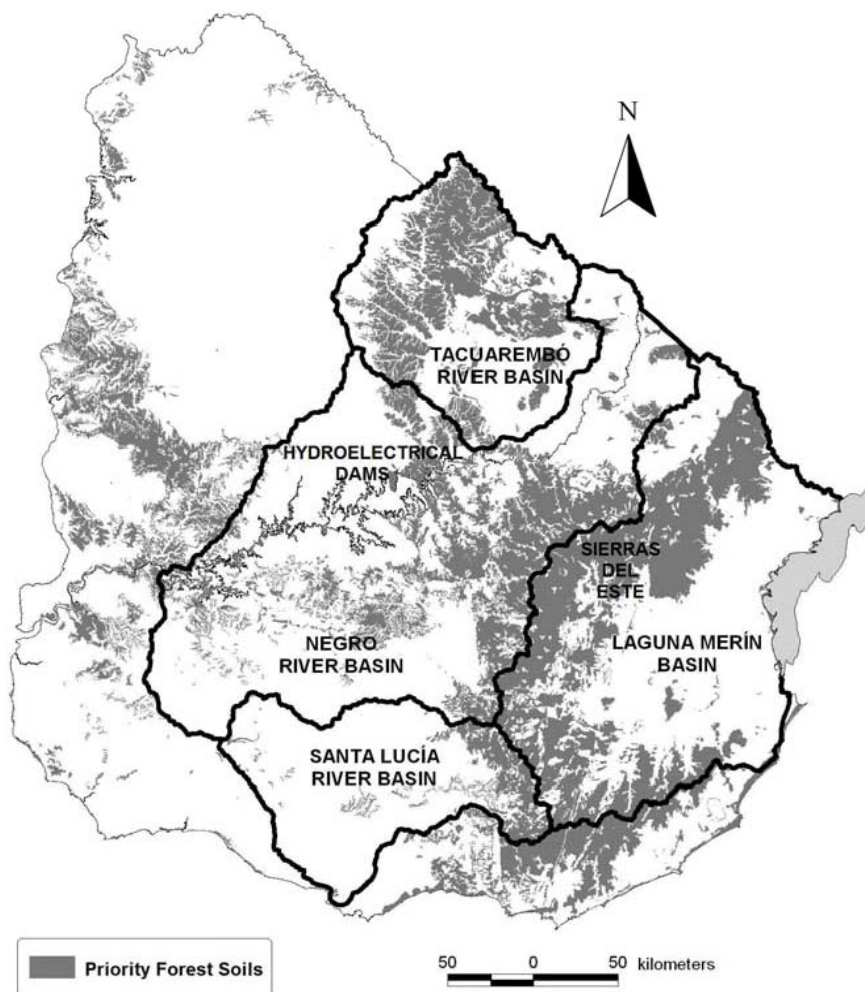 N
TACUAREMBÓ
RIVER BASIN
HYDROELECTRICAL
DAMS
SIERRAS
DEL
ESTE
NEGRO
RIVER BASIN
LAGUNA MERÍN
BASIN
SANTA LUCÍA
RIVER BASIN
Priority Forest Soils
50 0 50 kilometers